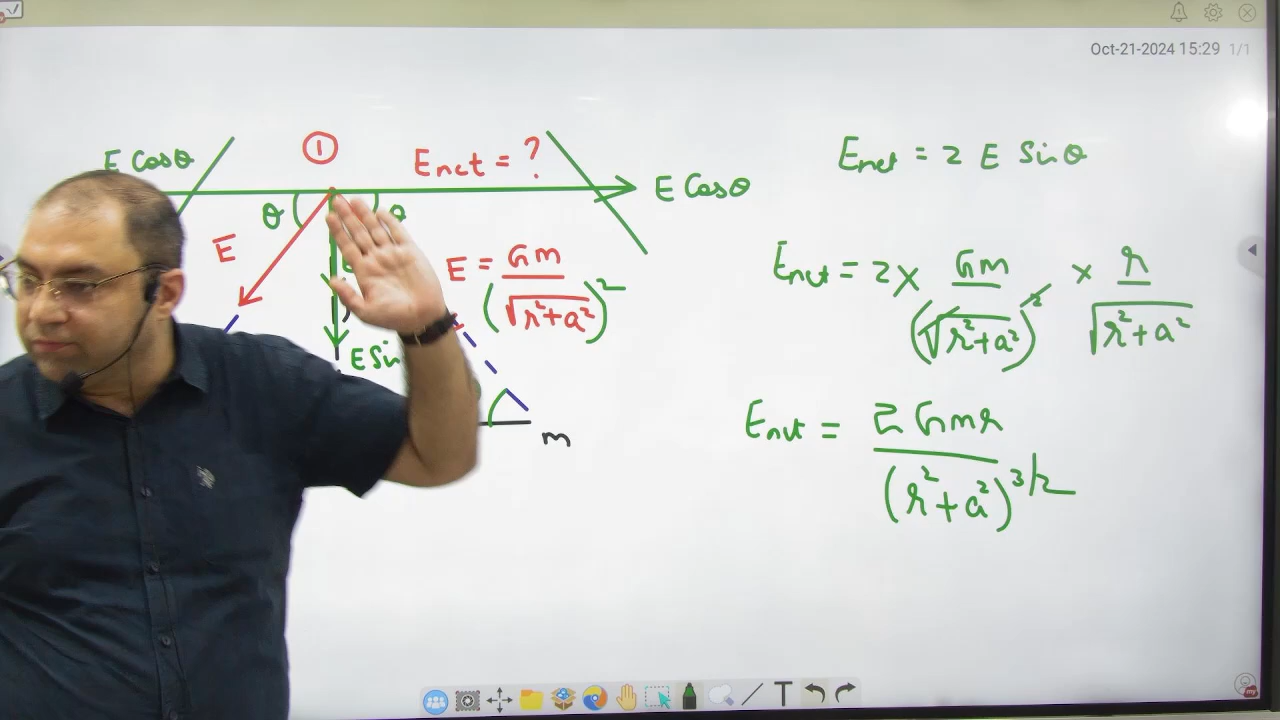 Oct-21-2024 15:29 1/1
E Cosθ
①
Enet = ?
E Cosθ
θ
θ
E
E = Gm / (√r²+a²)²
E Sin
m
Enet = 2 E Sinθ
Enet = 2 × Gm / (√r²+a²)² × r / √r²+a²
Enet = 2Gmr / (r²+a²)^3/2
T